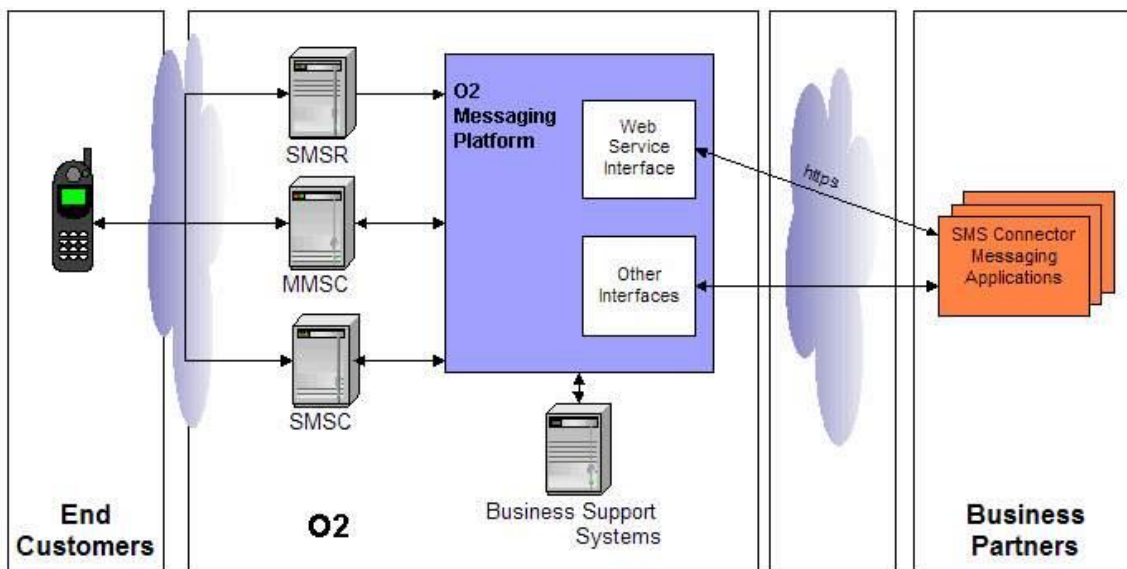 SMSR
MMSC
SMSC
O2
Messaging
Platform
Web
Service
Interface
Other
Interfaces
https
SMS Connector
Messaging
Applications
Business Support
Systems
End
Customers
O2
Business
Partners